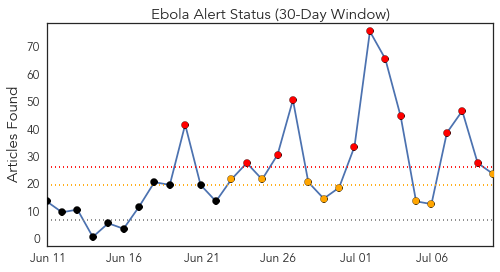 Ebola Alert Status (30-Day Window)
Articles Found
70
60
50
40
30
20
10
0
Jun 11 Jun 16 Jun 21 Jun 26 Jul 01 Jul 06